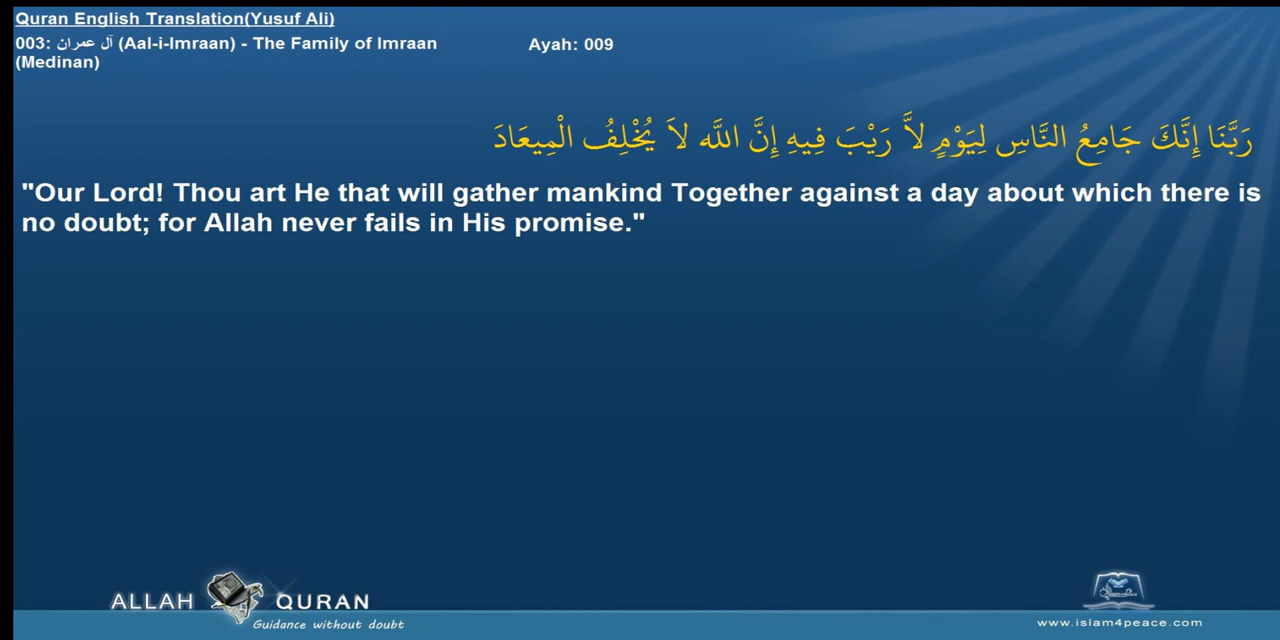 Quran English Translation(Yusuf Ali)
003: آل عمران (Aal-i-Imraan) - The Family of Imraan
(Medinan)
Ayah: 009
رَبَّنَا إِنَّكَ جَامِعُ النَّاسِ لِيَوْمٍ لاَّ رَيْبَ فِيهِ إِنَّ اللّهَ لاَ يُخْلِفُ الْمِيعَادَ
"Our Lord! Thou art He that will gather mankind Together against a day about which there is
no doubt; for Allah never fails in His promise."
ALLAH QURAN
Guidance without doubt
www.islam4peace.com